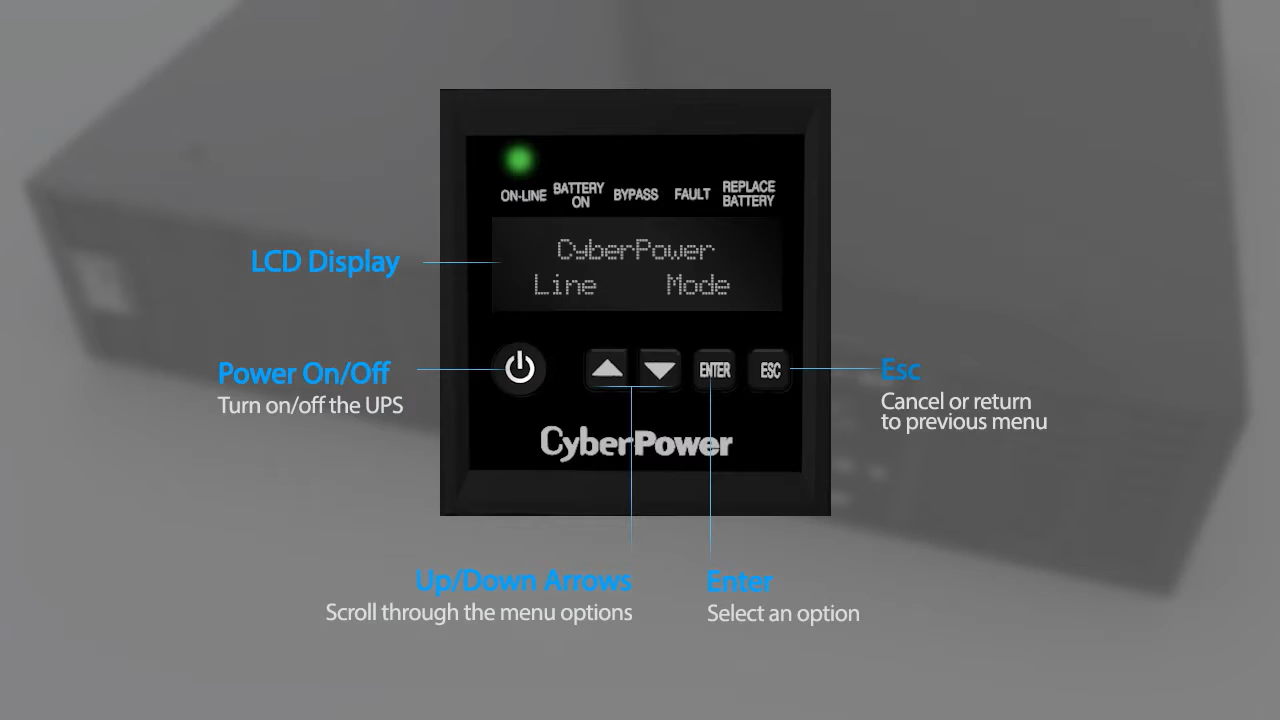 ON-LINE
BATTERY
ON
BYPASS
FAULT
REPLACE
BATTERY
CyberPower
Line Mode
LCD Display
Power On/Off
Turn on/off the UPS
ENTER
ESC
Esc
Cancel or return
to previous menu
CyberPower
Up/Down Arrows
Scroll through the menu options
Enter
Select an option